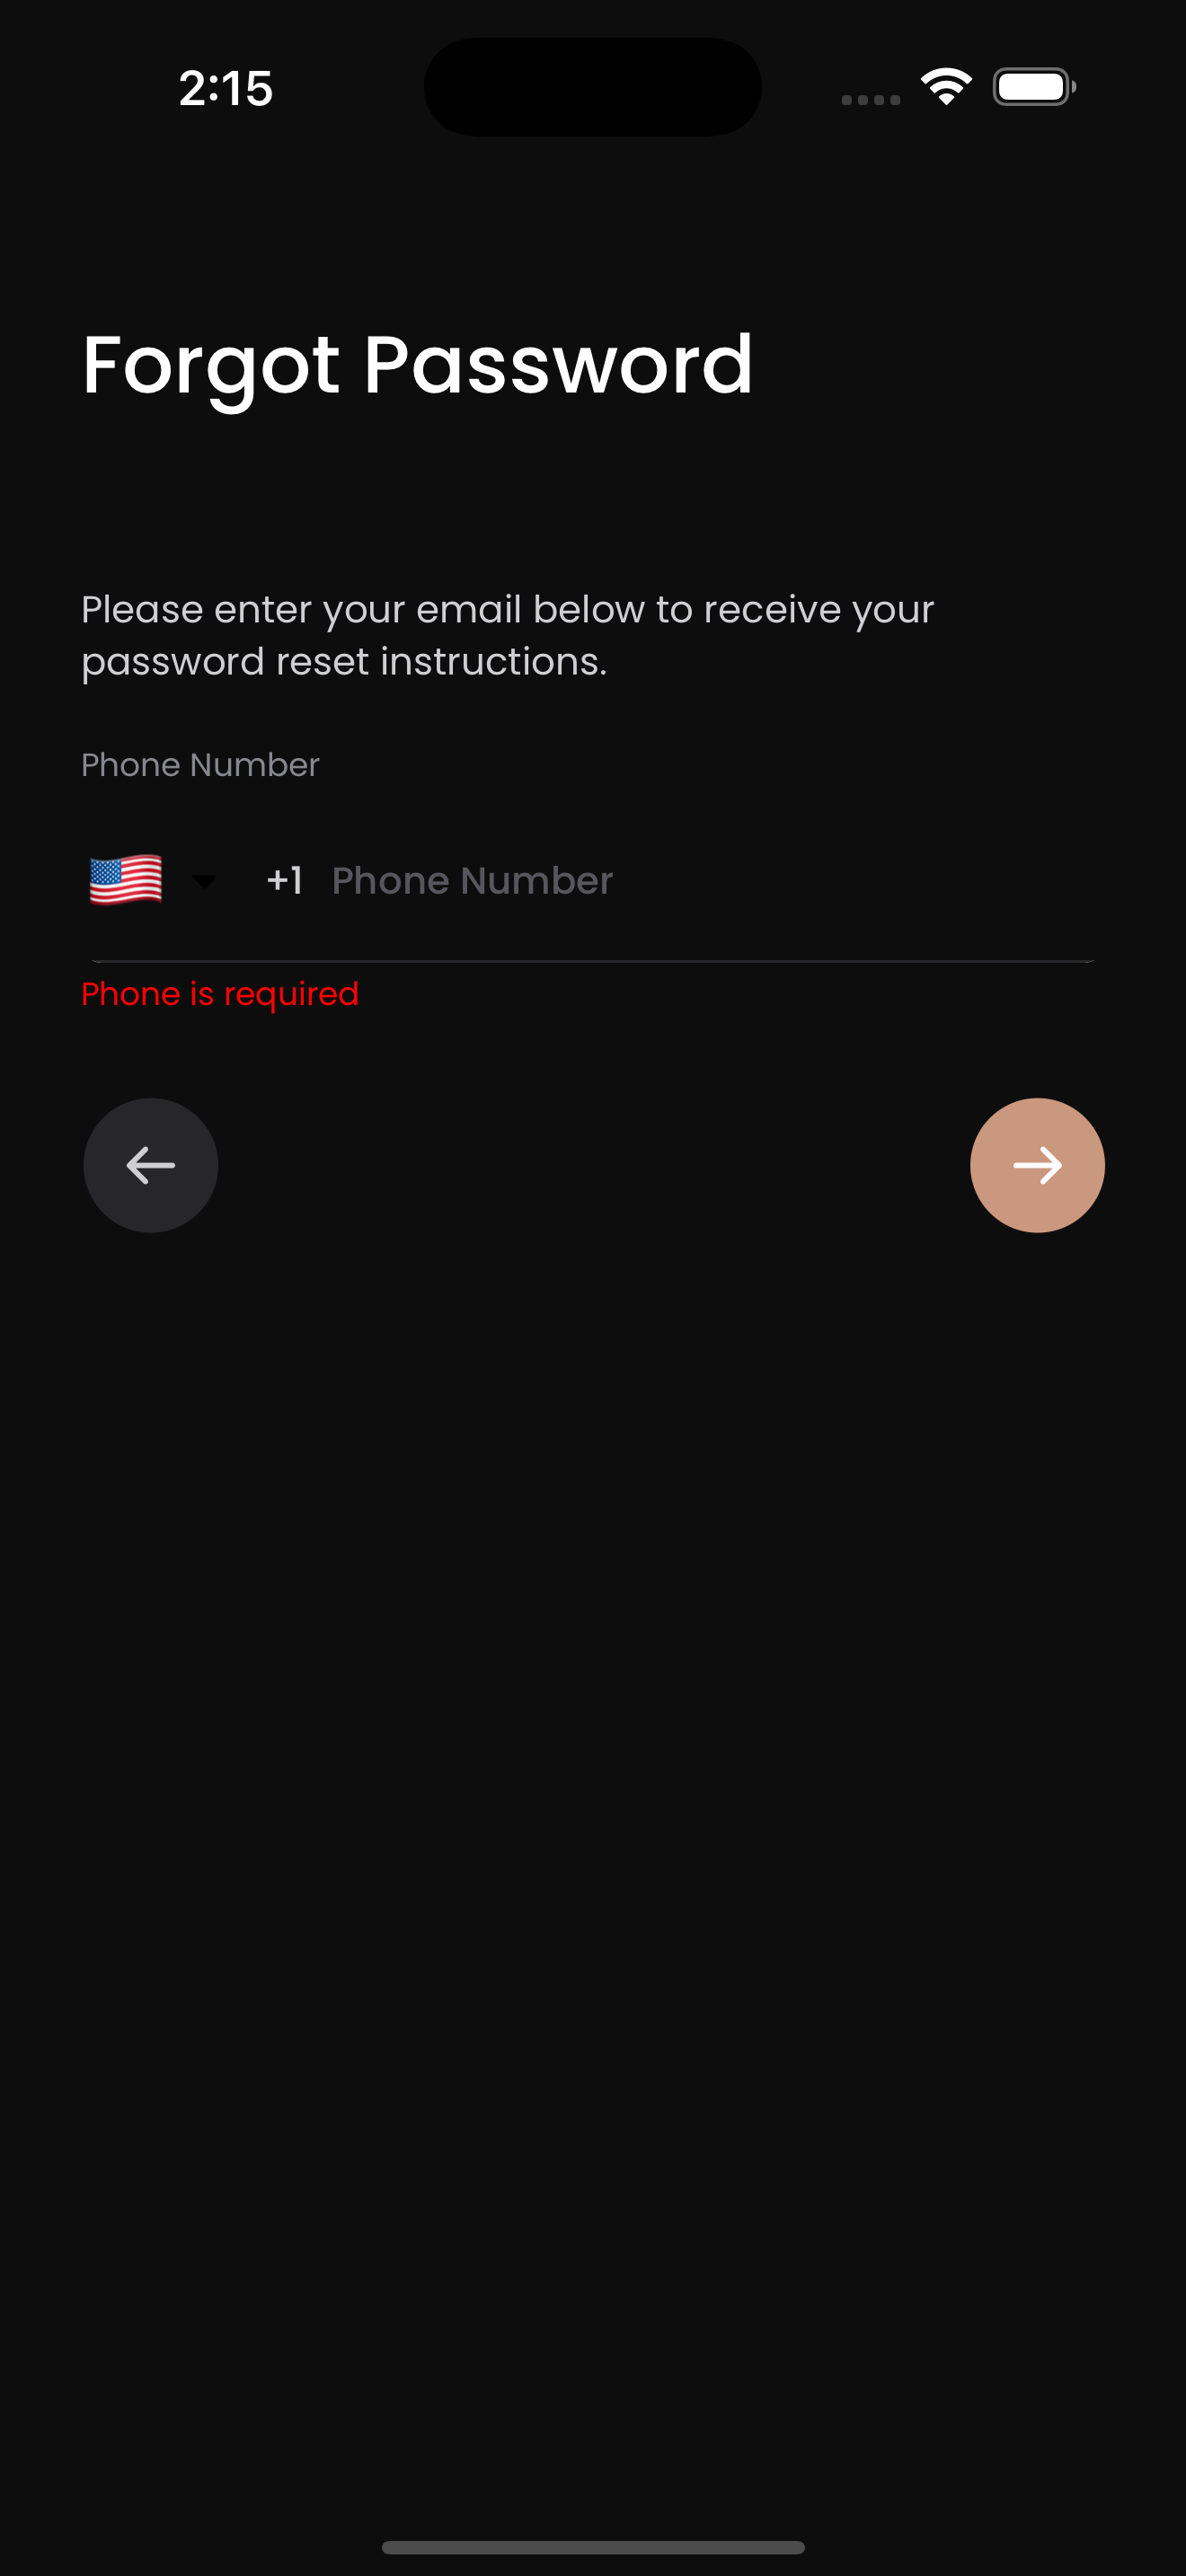 2:15
Forgot Password
Please enter your email below to receive your
password reset instructions.
Phone Number
+1 Phone Number
Phone is required